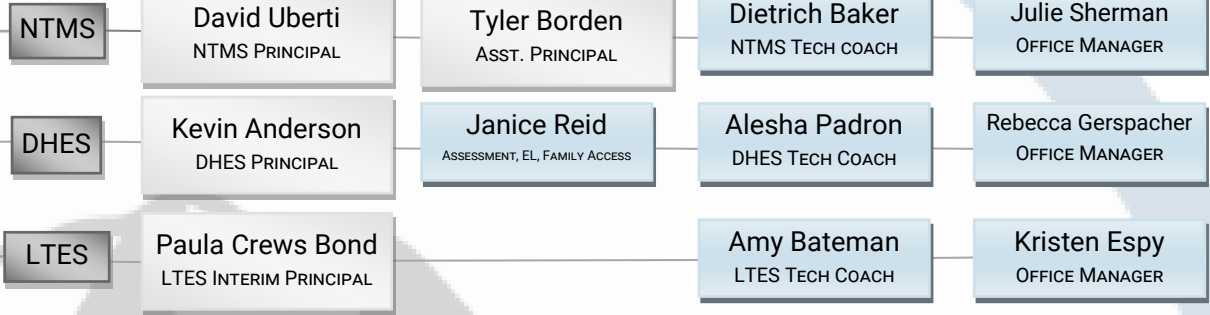 NTMS
David Uberti
NTMS Principal
Tyler Borden
Asst. Principal
Dietrich Baker
NTMS Tech coach
Julie Sherman
Office Manager
DHES
Kevin Anderson
DHES Principal
Janice Reid
Assessment, EL, Family Access
Alesha Padron
DHES Tech Coach
Rebecca Gerspacher
Office Manager
LTES
Paula Crews Bond
LTES Interim Principal
Amy Bateman
LTES Tech Coach
Kristen Espy
Office Manager